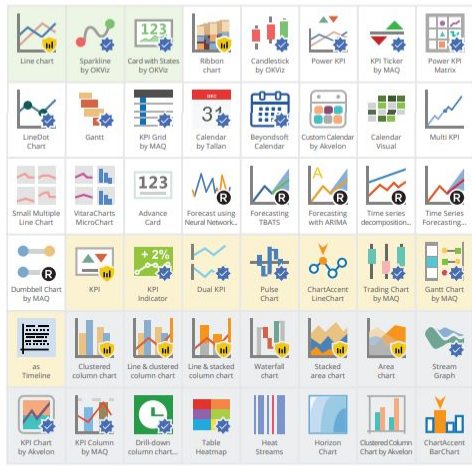 Line chart
Sparkline
by OKViz
123
Card with States
by OKViz
Ribbon
chart
Candlestick
by OKViz
Power KPI
KPI Ticker
by MAQ
Power KPI
Matrix
LineDot
Chart
Gantt
KPI Grid
by MAQ
DEC
31
Calendar
by Tallan
Beyondsoft
Calendar
Custom Calendar
by Akvelon
Calendar
Visual
Multi KPI
Small Multiple
Line Chart
VitaraCharts
MicroChart
123
Advance
Card
R
Forecast using
Neural Network...
R
Forecasting
TBATS
A
R
Forecasting
with ARIMA
R
Time series
decomposition...
R
Time Series
Forecasting...
R
Dumbbell Chart
by MAQ
KPI
+ 2%
KPI
Indicator
Dual KPI
Pulse
Chart
ChartAccent
LineChart
Trading Chart
by MAQ
Gantt Chart
by MAQ
as
Timeline
Clustered
column chart
Line & clustered
column chart
Line & stacked
column chart
Waterfall
chart
Stacked
area chart
Area
chart
Stream
Graph
KPI Chart
by Akvelon
KPI Column
by MAQ
Drill-down
column chart...
Table
Heatmap
Heat
Streams
Horizon
Chart
Clustered Column
Chart by Akvelon
ChartAccent
BarChart